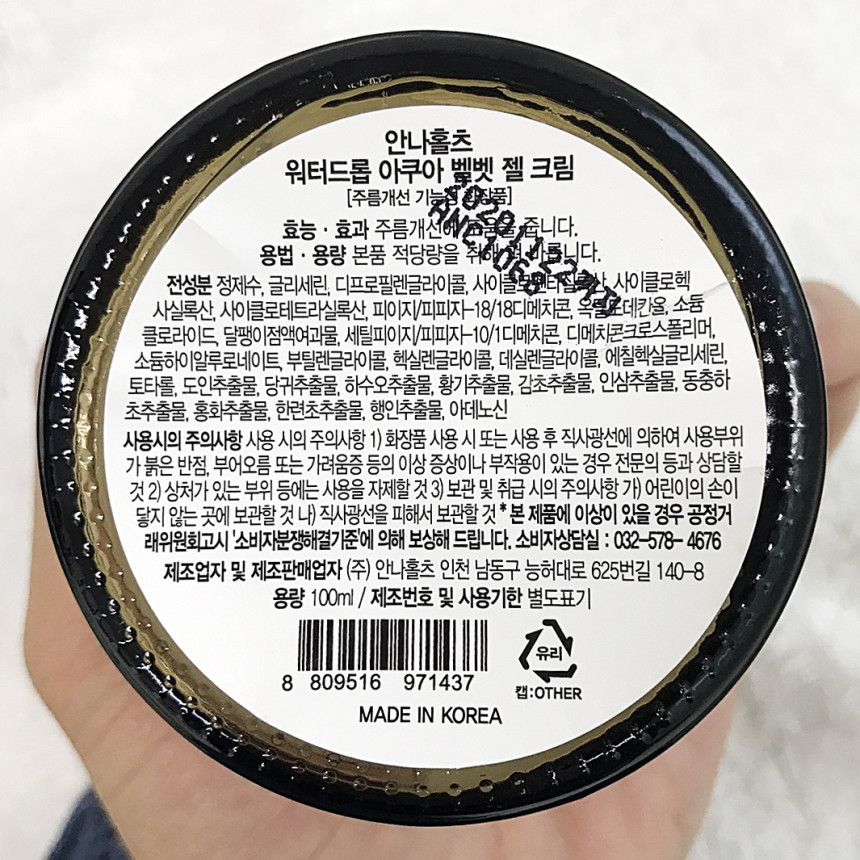 안나홀츠
워터드롭 아쿠아 벨벳 젤 크림
[주름개선 기능성 화장품]
효능 · 효과 주름개선에 도움을 줍니다.
용법 · 용량 본품 적당량을 취해 바릅니다.
20201122까지
HNC1068
전성분 정제수, 글리세린, 디프로필렌글라이콜, 사이클로펜타실록산, 사이클로헥
사실록산, 사이클로테트라실록산, 피이지/피피지-18/18디메치콘, 옥틸도데칸올, 소듐
클로라이드, 달팽이점액여과물, 세틸피이지/피피지-10/1디메치콘, 디메치콘크로스폴리머,
소듐하이알루로네이트, 부틸렌글라이콜, 헥실렌글라이콜, 데실렌글라이콜, 에칠헥실글리세린,
토타롤, 도인추출물, 당귀추출물, 하수오추출물, 황기추출물, 감초추출물, 인삼추출물, 동충하
초추출물, 홍화추출물, 한련초추출물, 행인추출물, 아데노신
사용시의 주의사항 사용 시의 주의사항 1) 화장품 사용 시 또는 사용 후 직사광선에 의하여 사용부위
가 붉은 반점, 부어오름 또는 가려움증 등의 이상 증상이나 부작용이 있는 경우 전문의 등과 상담할
것 2) 상처가 있는 부위 등에는 사용을 자제할 것 3) 보관 및 취급 시의 주의사항 가) 어린이의 손이
닿지 않는 곳에 보관할 것 나) 직사광선을 피해서 보관할 것 * 본 제품에 이상이 있을 경우 공정거
래위원회고시 '소비자분쟁해결기준'에 의해 보상해 드립니다. 소비자상담실 : 032-578- 4676
제조업자 및 제조판매업자 (주) 안나홀츠 인천 남동구 능허대로 625번길 140-8
용량 100ml / 제조번호 및 사용기한 별도표기
유리
캡:OTHER
8 809516 971437
MADE IN KOREA